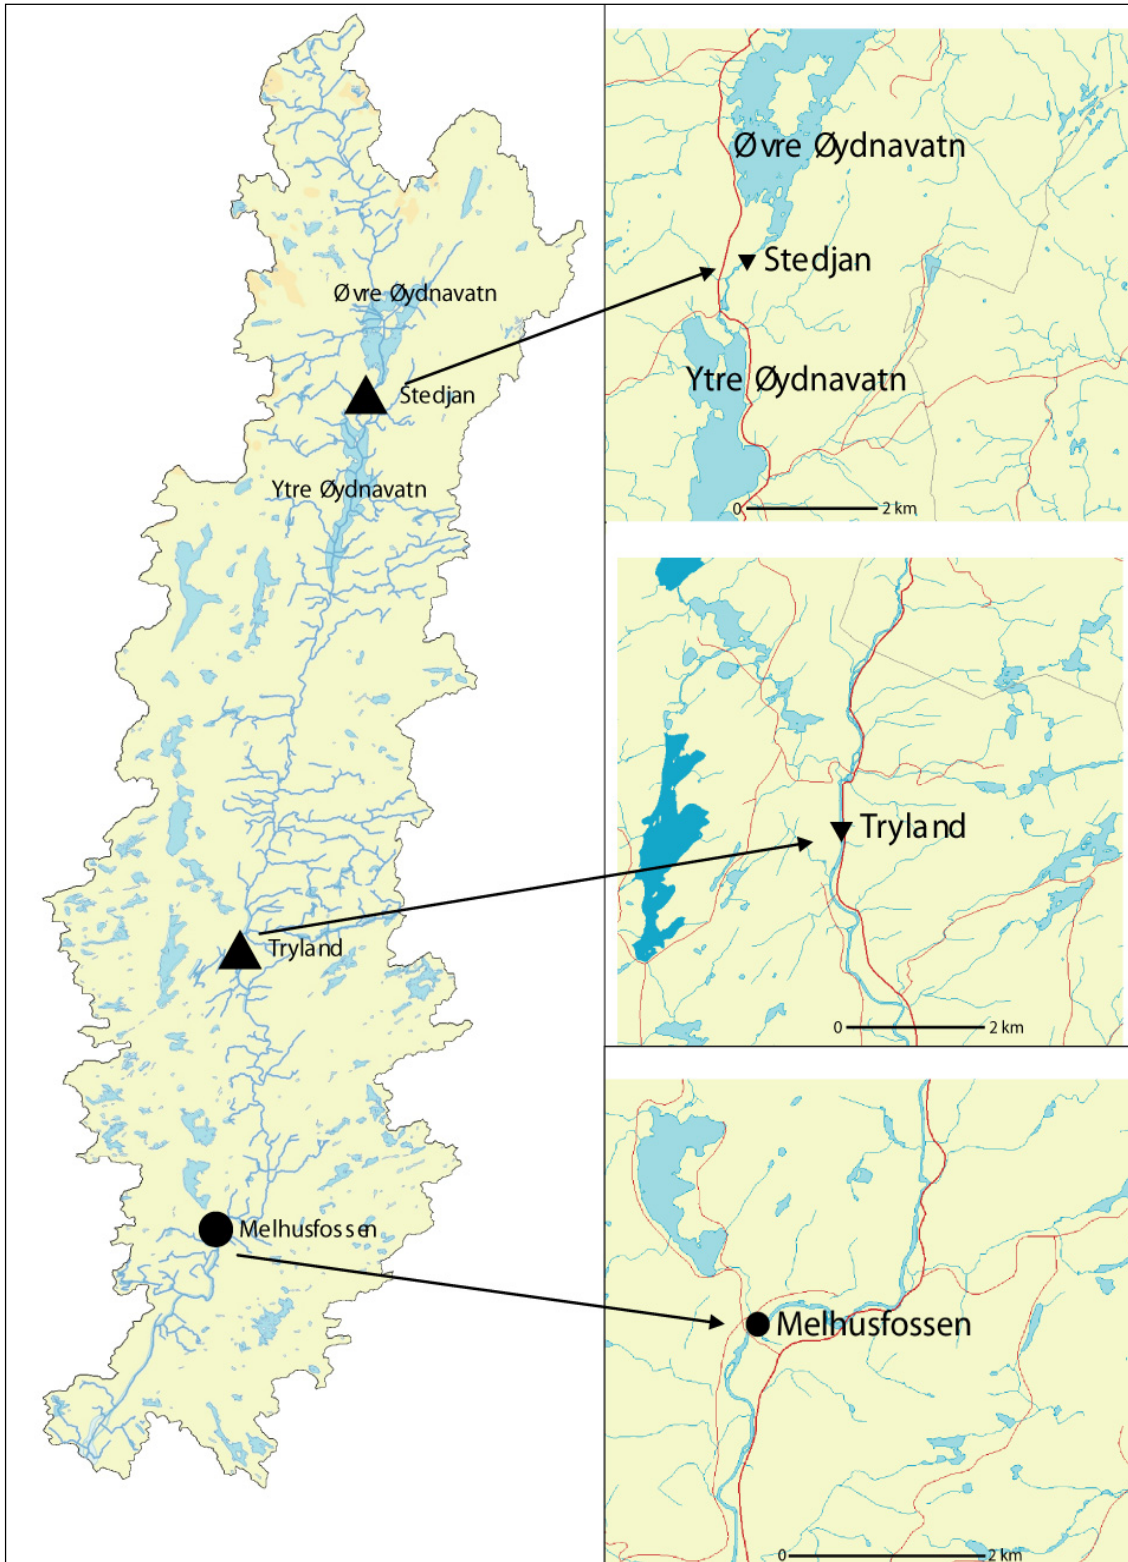 Øvre Øydnavatn
Stedjan
Ytre Øydnavatn
Tryland
Melhusfossen
Øvre Øydnavatn
Stedjan
Ytre Øydnavatn
0 2 km
Tryland
0 2 km
Melhusfossen
0 2 km